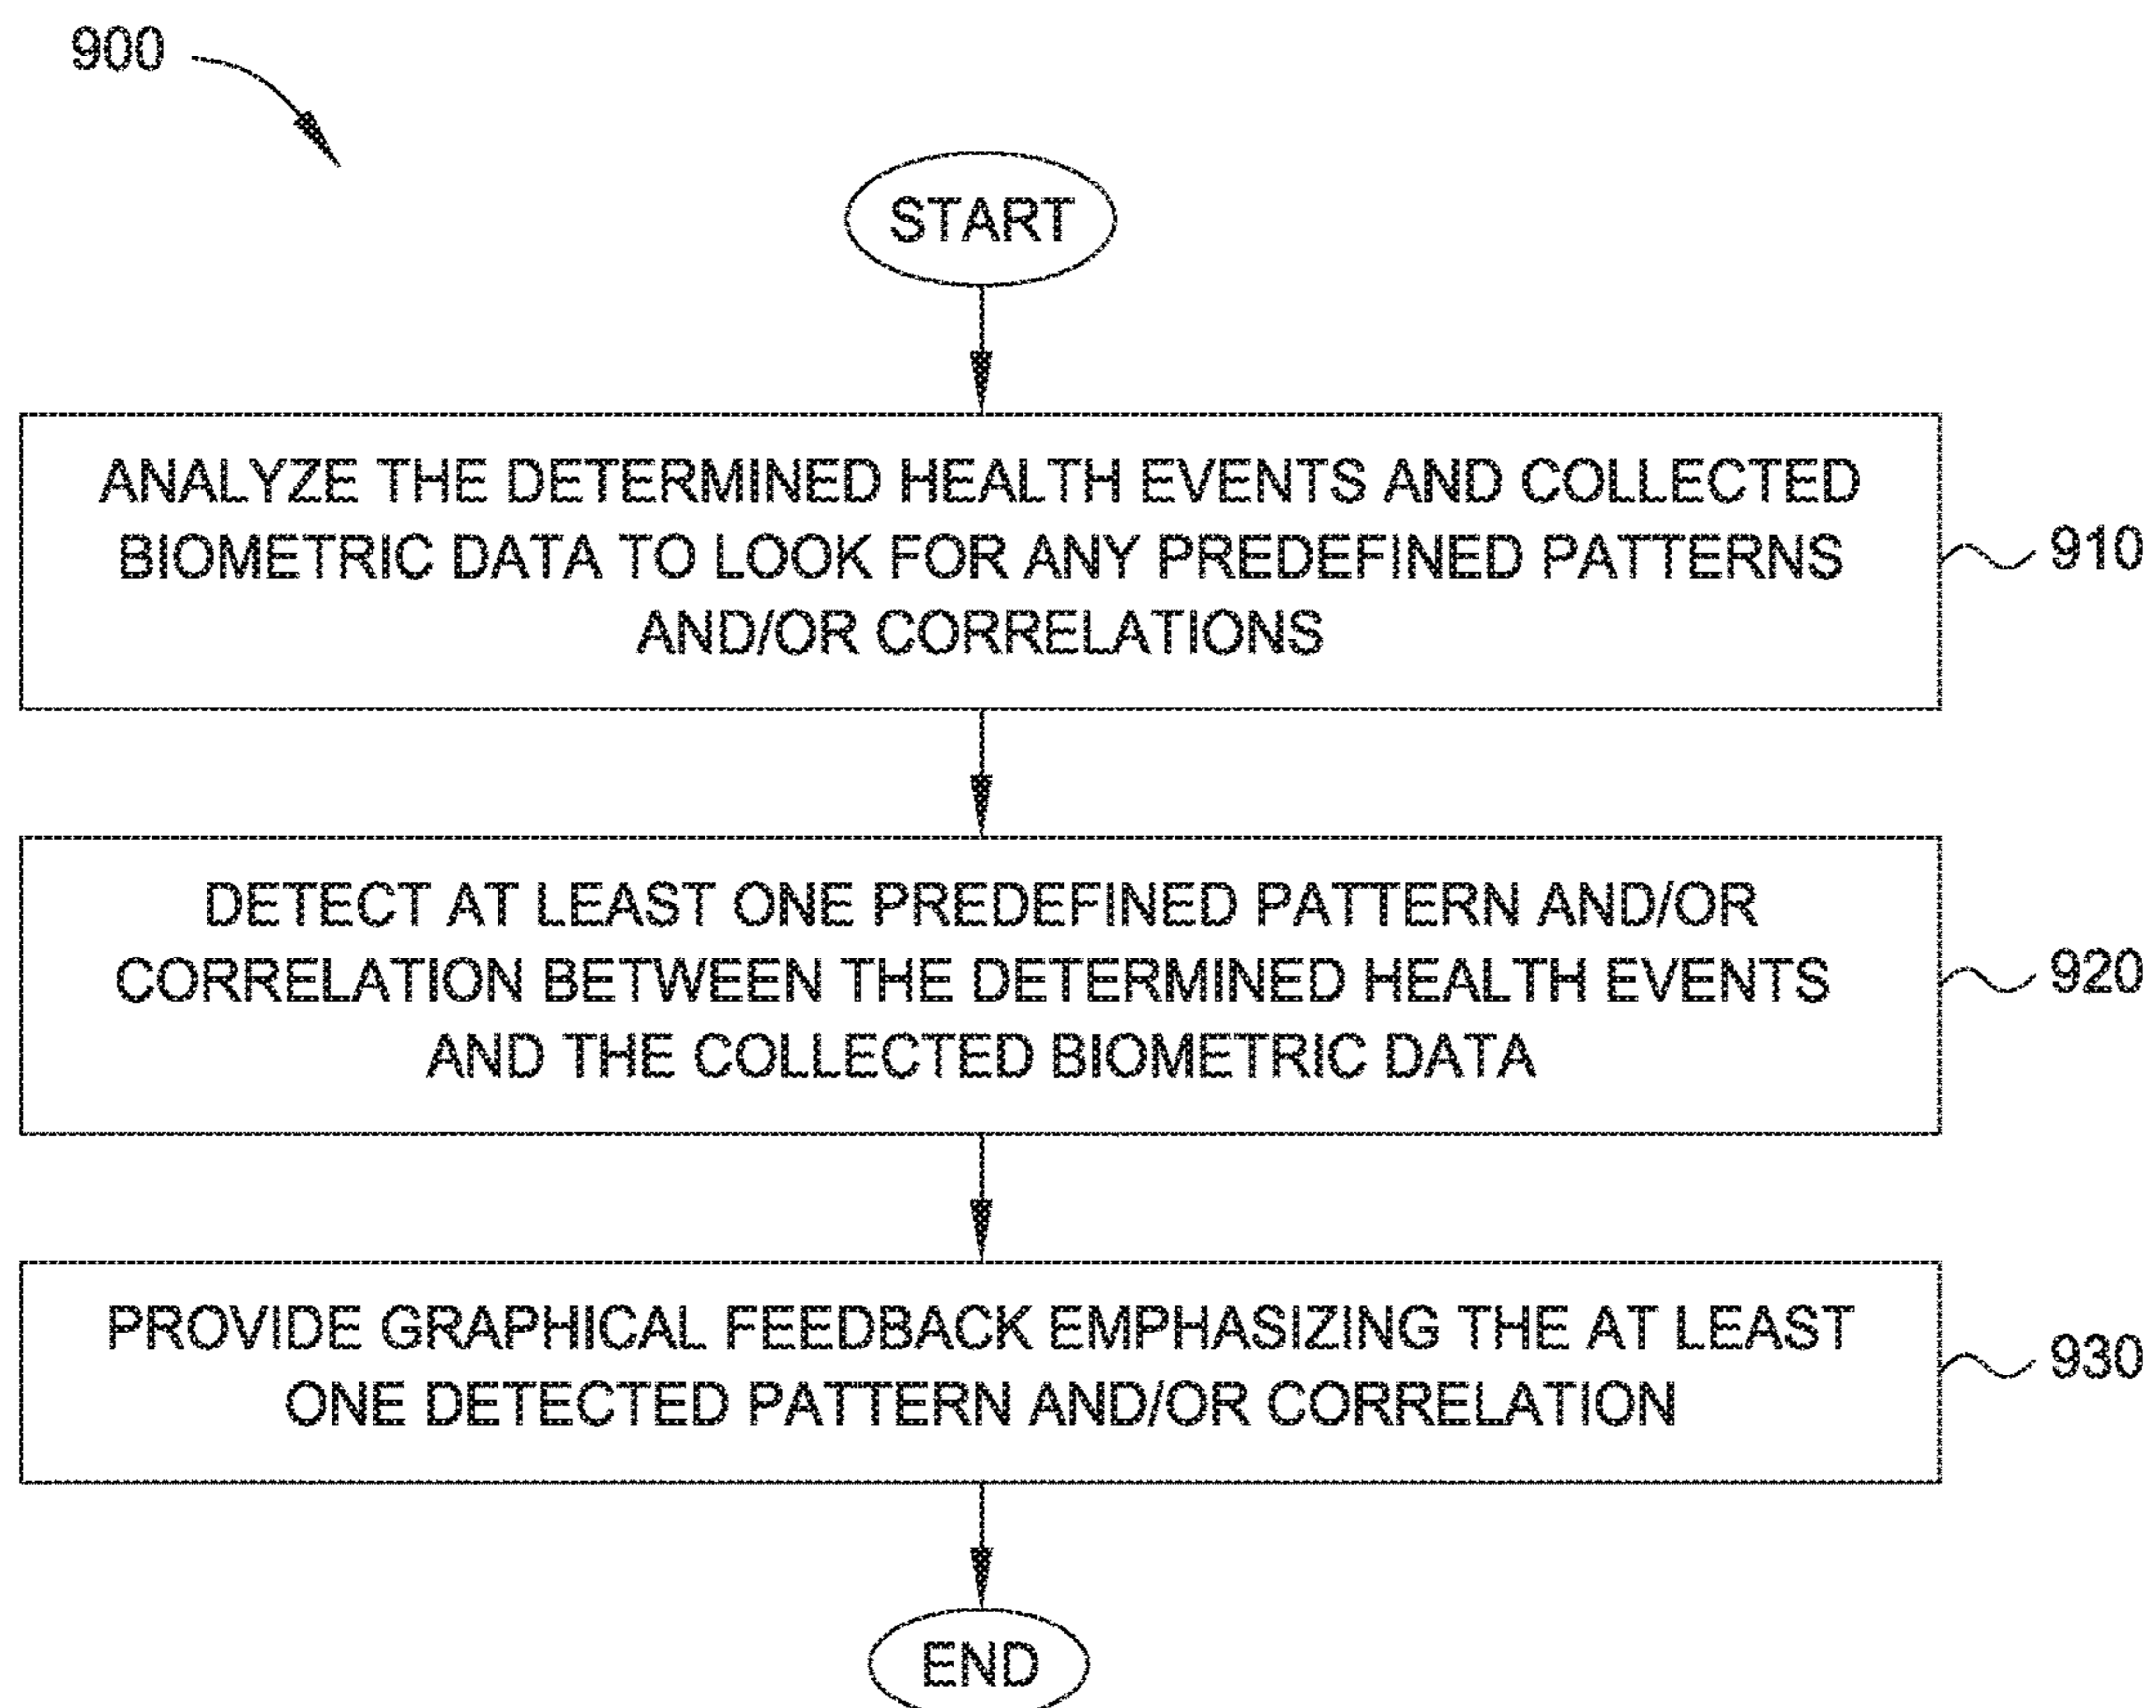 900
START
ANALYZE THE DETERMINED HEALTH EVENTS AND COLLECTED
BIOMETRIC DATA TO LOOK FOR ANY PREDEFINED PATTERNS
AND/OR CORRELATIONS
910
DETECT AT LEAST ONE PREDEFINED PATTERN AND/OR
CORRELATION BETWEEN THE DETERMINED HEALTH EVENTS
AND THE COLLECTED BIOMETRIC DATA
920
PROVIDE GRAPHICAL FEEDBACK EMPHASIZING THE AT LEAST
ONE DETECTED PATTERN AND/OR CORRELATION
930
END